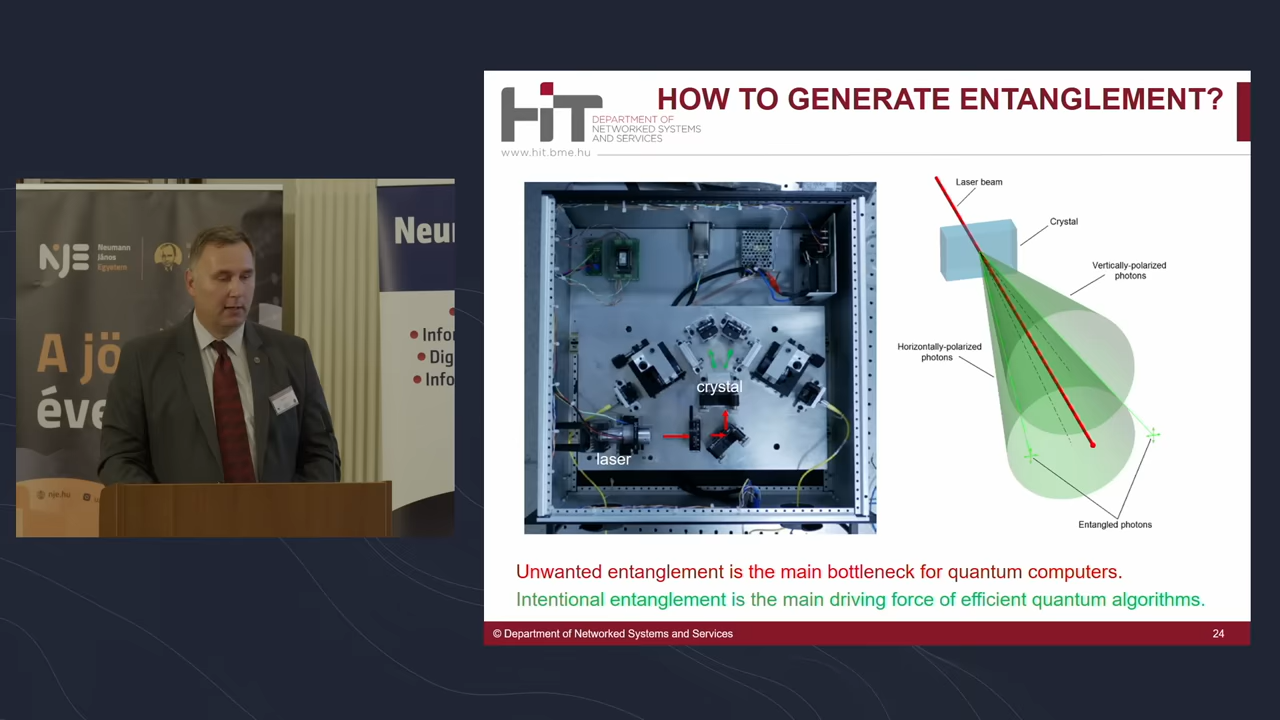 NJE
Neumann
János
Egyetem
A jö
éve
nje.hu
Neu
Info
Dig
Info
HiT
DEPARTMENT OF
NETWORKED SYSTEMS
AND SERVICES
www.hit.bme.hu
HOW TO GENERATE ENTANGLEMENT?
crystal
laser
Laser beam
Crystal
Vertically-polarized
photons
Horizontally-polarized
photons
Entangled photons
Unwanted entanglement is the main bottleneck for quantum computers.
Intentional entanglement is the main driving force of efficient quantum algorithms.
© Department of Networked Systems and Services
24